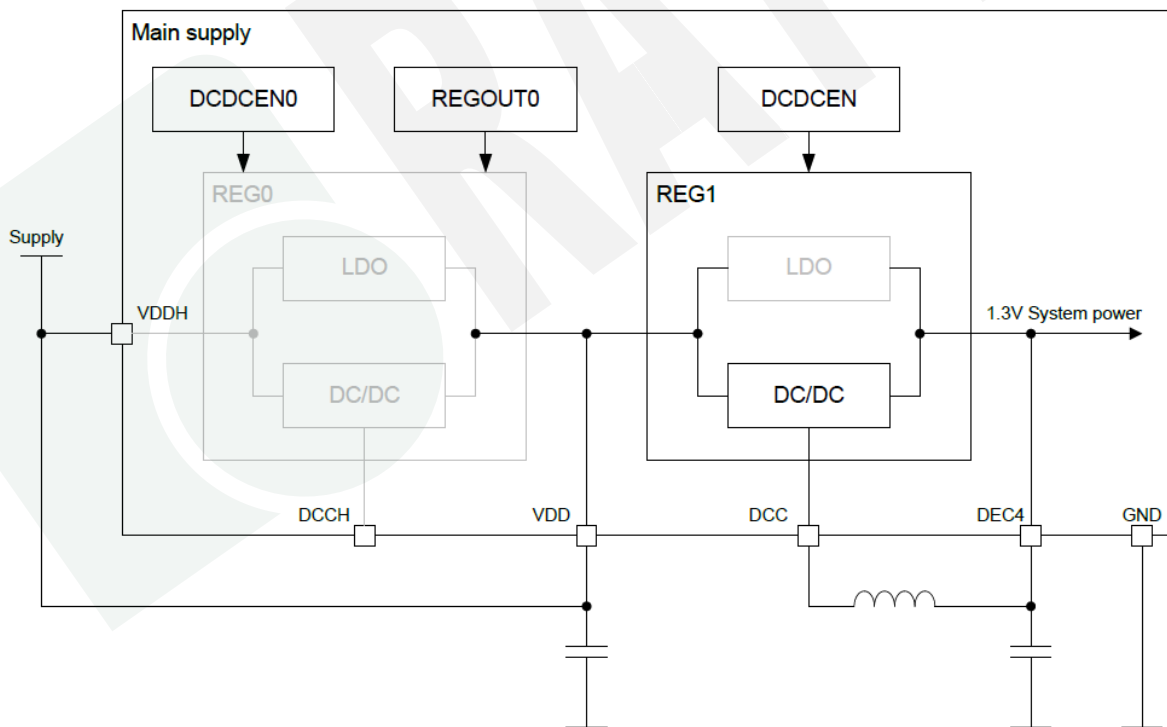 Main supply
DCDCEN0
REGOUT0
DCDCEN
REG0
REG1
Supply
LDO
LDO
VDDH
1.3V System power
DC/DC
DC/DC
DCCH
VDD
DCC
DEC4
GND